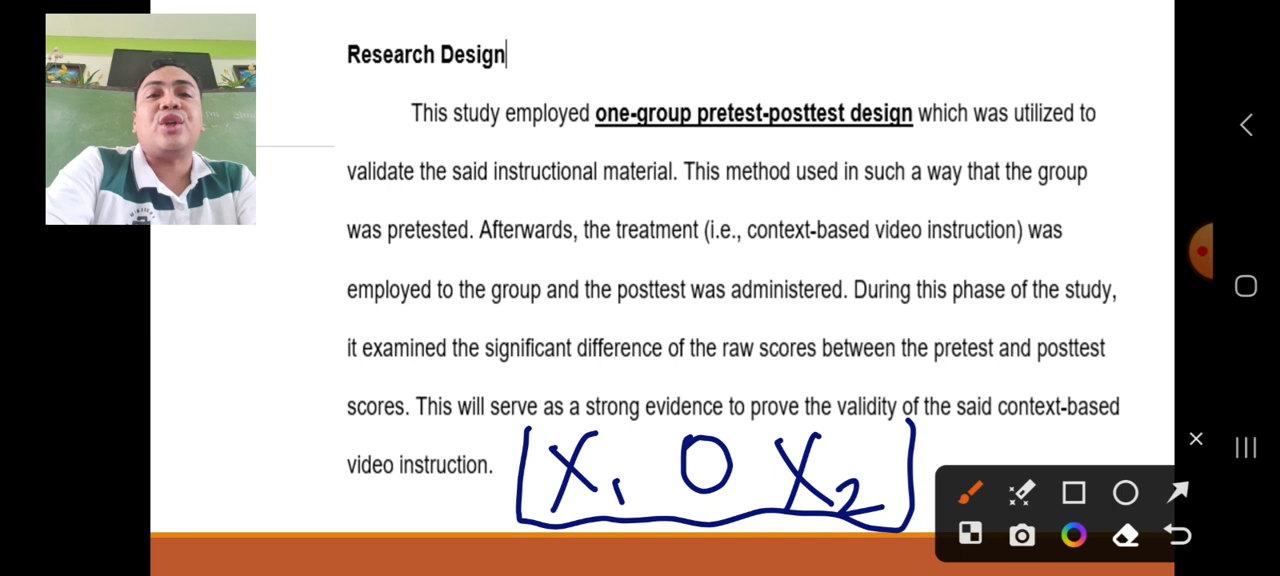 Research Design
This study employed one-group pretest-posttest design which was utilized to
validate the said instructional material. This method used in such a way that the group
was pretested. Afterwards, the treatment (i.e., context-based video instruction) was
employed to the group and the posttest was administered. During this phase of the study,
it examined the significant difference of the raw scores between the pretest and posttest
scores. This will serve as a strong evidence to prove the validity of the said context-based
video instruction.
X₁ O X₂